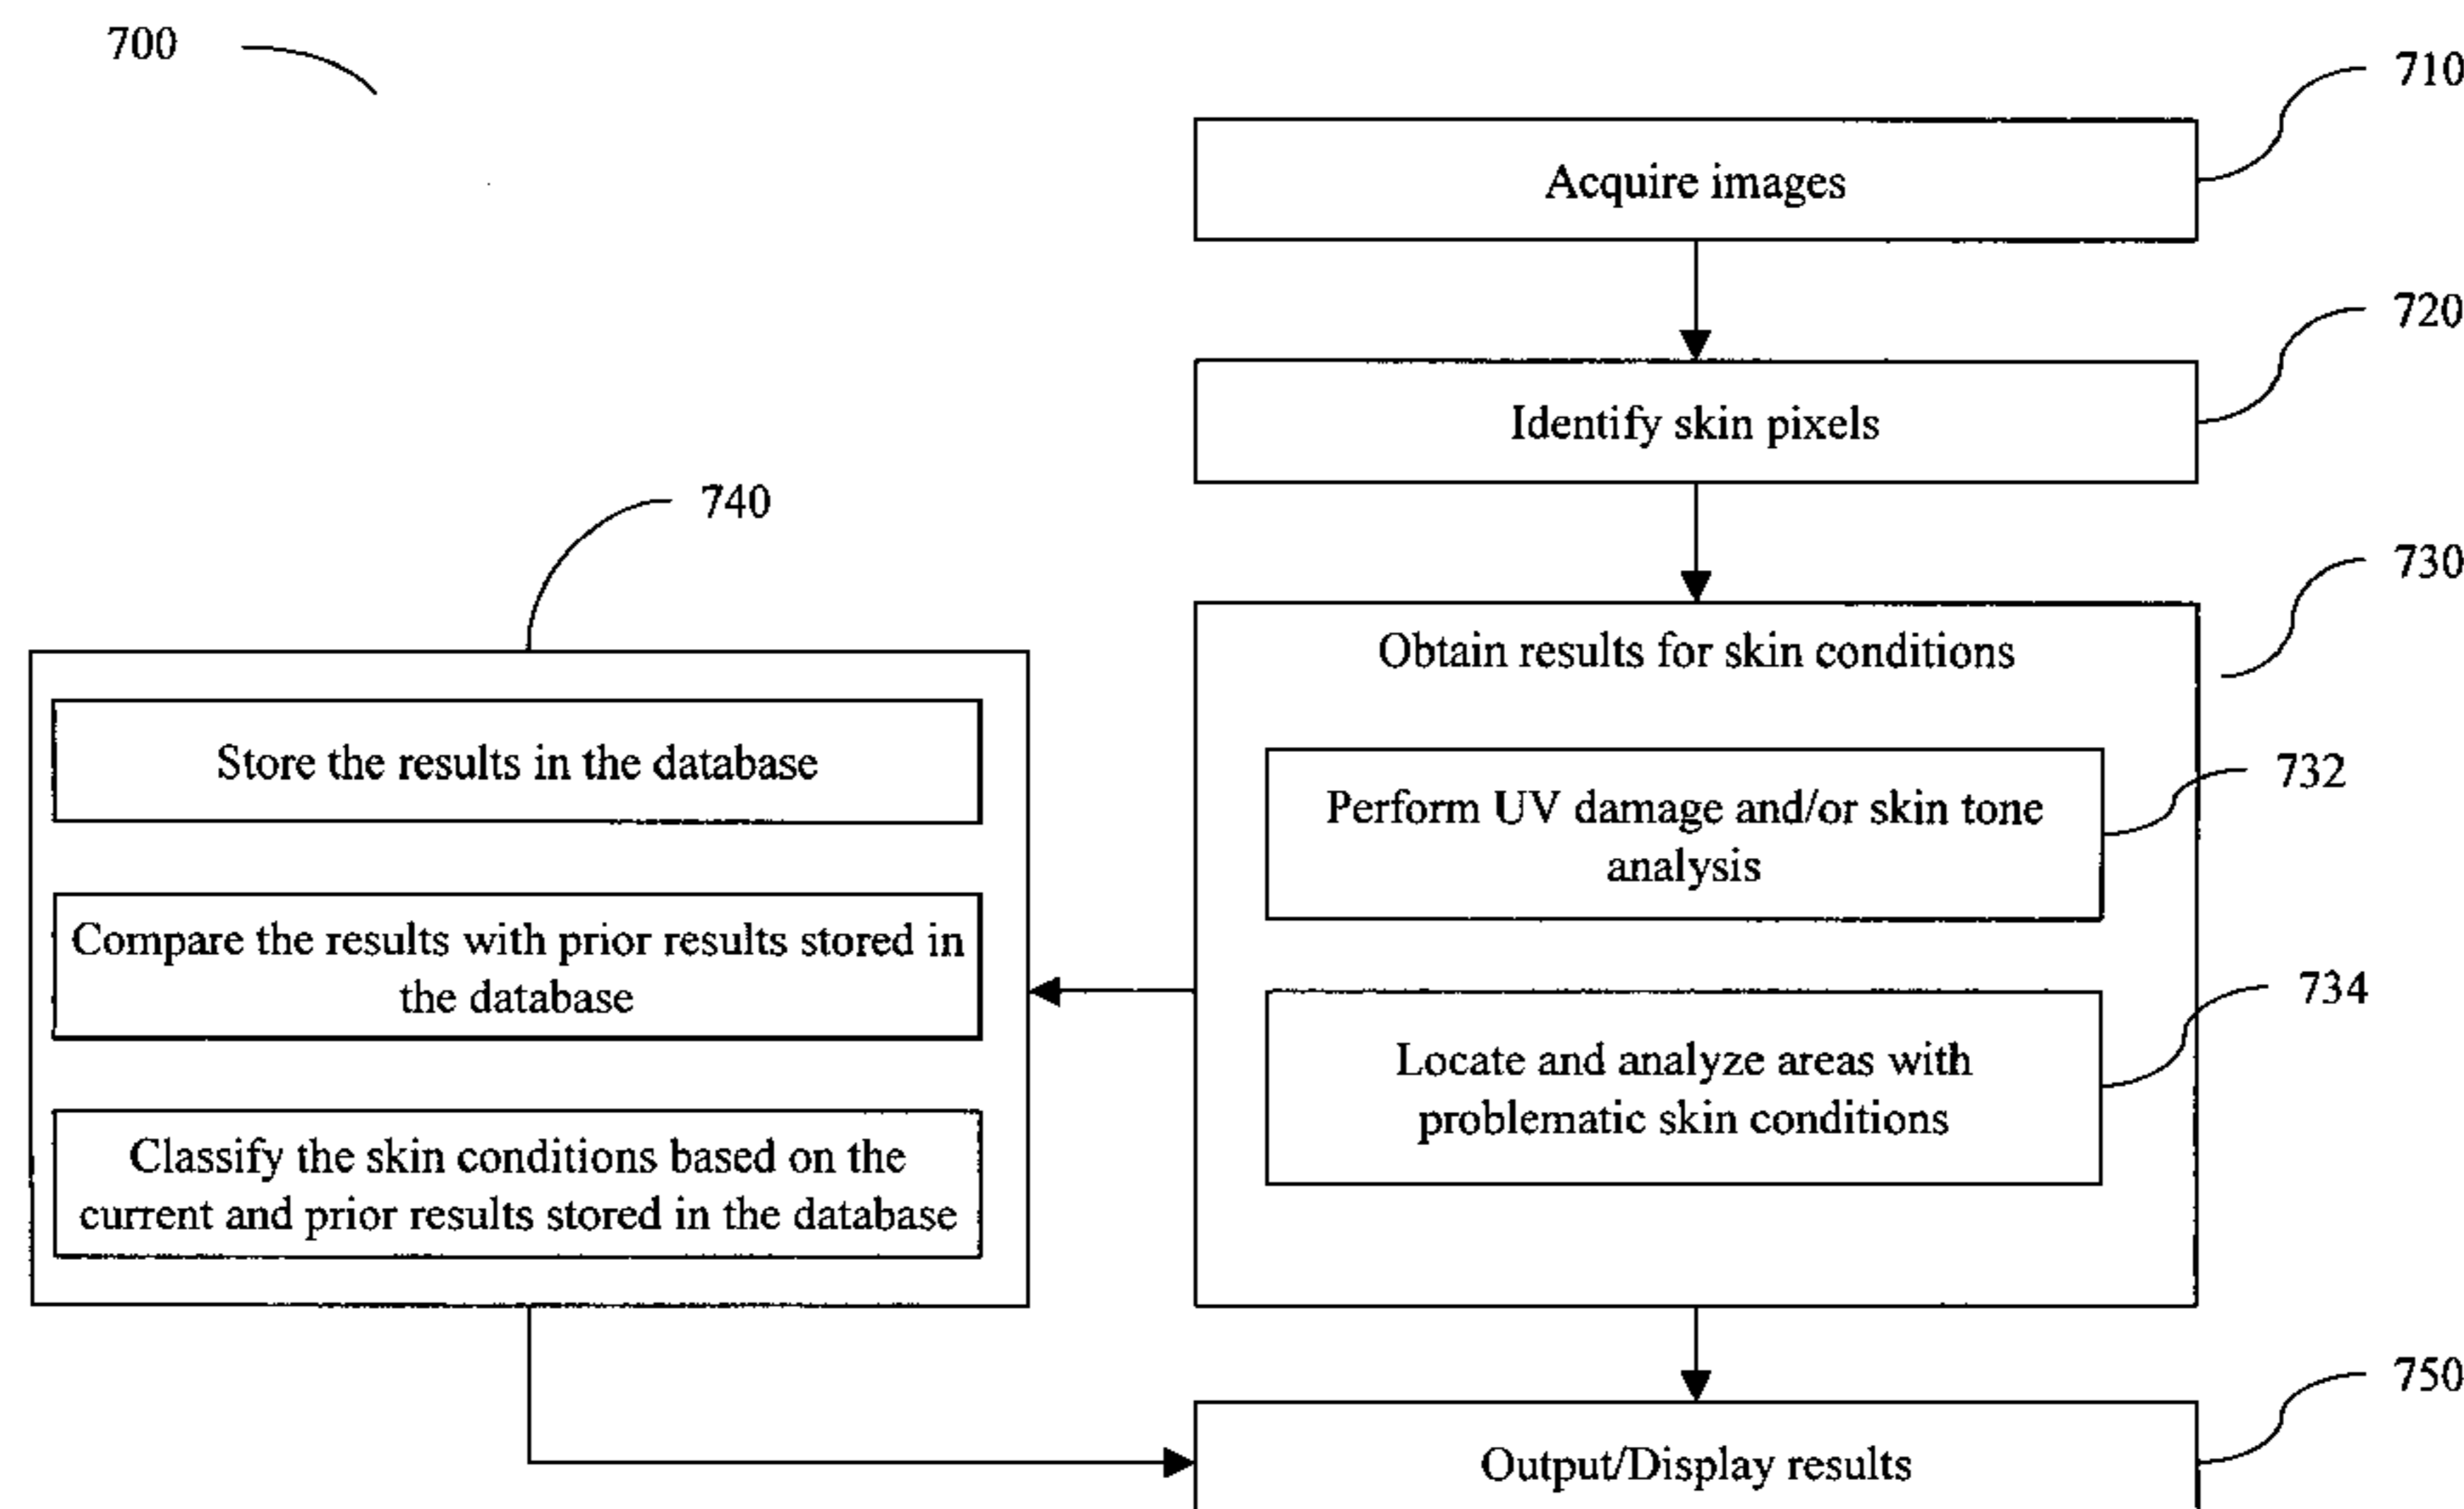 700
710
Acquire images
720
Identify skin pixels
730
Obtain results for skin conditions
732
Perform UV damage and/or skin tone
analysis
734
Locate and analyze areas with
problematic skin conditions
740
Store the results in the database
Compare the results with prior results stored in
the database
Classify the skin conditions based on the
current and prior results stored in the database
750
Output/Display results